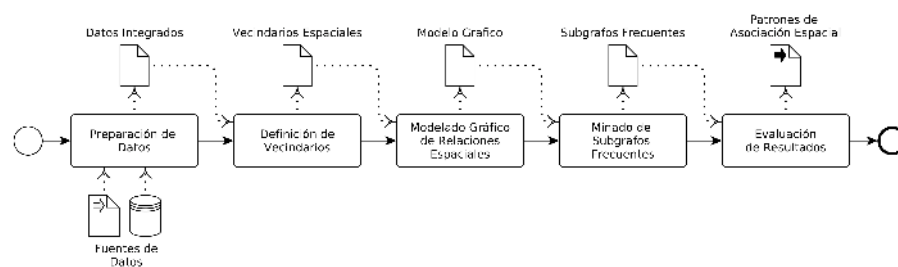 Datos Integrados
Vecindarios Espaciales
Modelo Grafico
Subgrafos Frecuentes
Patrones de
Asociación Espacial
Preparación de
Datos
Definición de
Vecindarios
Modelado Gráfico
de Relaciones
Espaciales
Minado de
Subgrafos
Frecuentes
Evaluación
de Resultados
Fuentes de
Datos